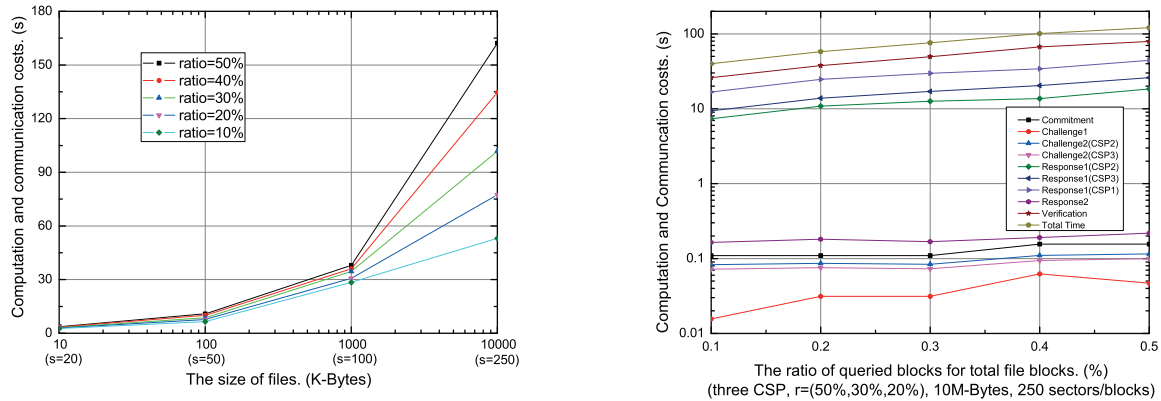 Computation and communication costs. (s)
180
150
120
90
60
30
0
ratio=50%
ratio=40%
ratio=30%
ratio=20%
ratio=10%
10 100 1000 10000
(s=20) (s=50) (s=100) (s=250)
The size of files. (K-Bytes)
Computation and Communcation costs. (s)
100
10
1
0.1
0.01
Commitment
Challenge1
Challenge2(CSP2)
Challenge2(CSP3)
Response1(CSP2)
Response1(CSP3)
Response1(CSP1)
Response2
Verification
Total Time
0.1 0.2 0.3 0.4 0.5
The ratio of queried blocks for total file blocks. (%)
(three CSP, r=(50%,30%,20%), 10M-Bytes, 250 sectors/blocks)